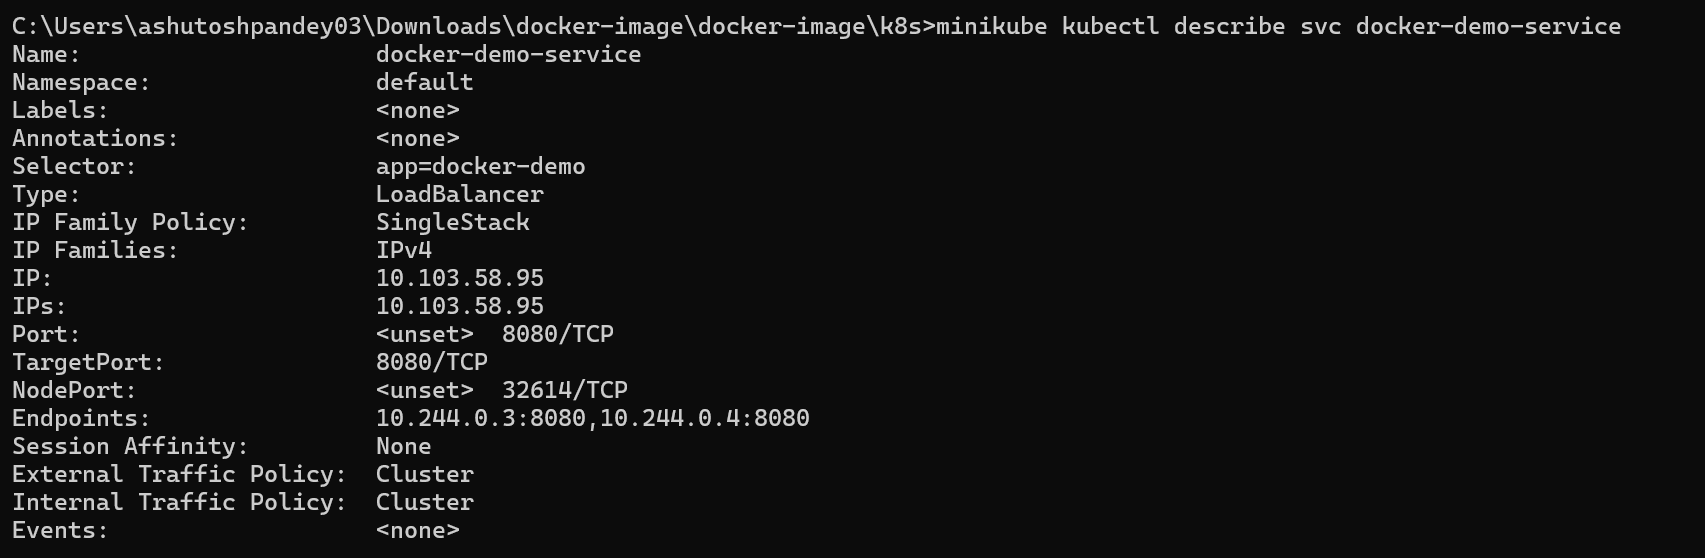 C:\Users\ashutoshpandey03\Downloads\docker-image\docker-image\k8s>minikube kubectl describe svc docker-demo-service
Name:                     docker-demo-service
Namespace:                default
Labels:                   <none>
Annotations:              <none>
Selector:                 app=docker-demo
Type:                     LoadBalancer
IP Family Policy:         SingleStack
IP Families:              IPv4
IP:                       10.103.58.95
IPs:                      10.103.58.95
Port:                     <unset>  8080/TCP
TargetPort:               8080/TCP
NodePort:                 <unset>  32614/TCP
Endpoints:                10.244.0.3:8080,10.244.0.4:8080
Session Affinity:         None
External Traffic Policy:  Cluster
Internal Traffic Policy:  Cluster
Events:                   <none>